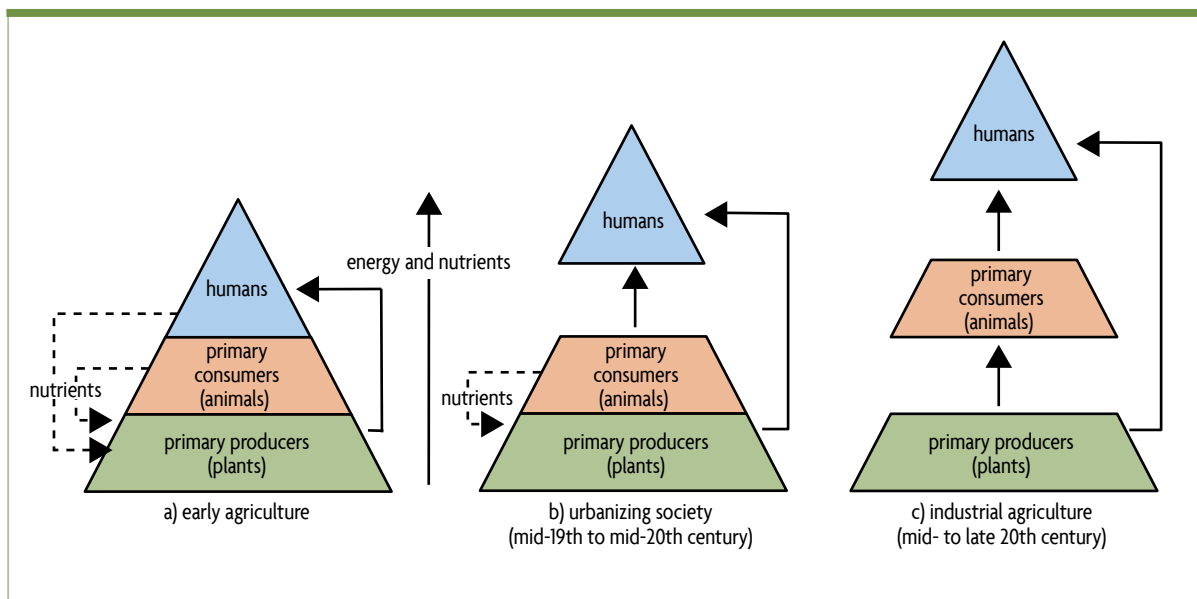 humans
primary
consumers
(animals)
primary producers
(plants)
nutrients
a) early agriculture
energy and nutrients
humans
primary
consumers
(animals)
primary producers
(plants)
nutrients
b) urbanizing society
(mid-19th to mid-20th century)
humans
primary
consumers
(animals)
primary producers
(plants)
c) industrial agriculture
(mid- to late 20th century)